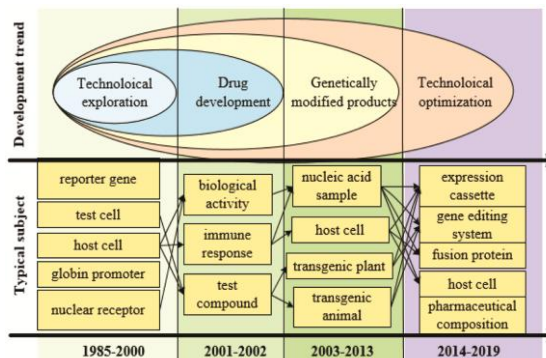 Development trend
Technoloical
exploration
Drug
development
Genetically
modified products
Technoloical
optimization
Typical subject
reporter gene
test cell
host cell
globin promoter
nuclear receptor
biological
activity
immune
response
test
compound
nucleic acid
sample
host cell
transgenic plant
transgenic
animal
expression
cassette
gene editing
system
fusion protein
host cell
pharmaceutical
composition
1985-2000
2001-2002
2003-2013
2014-2019